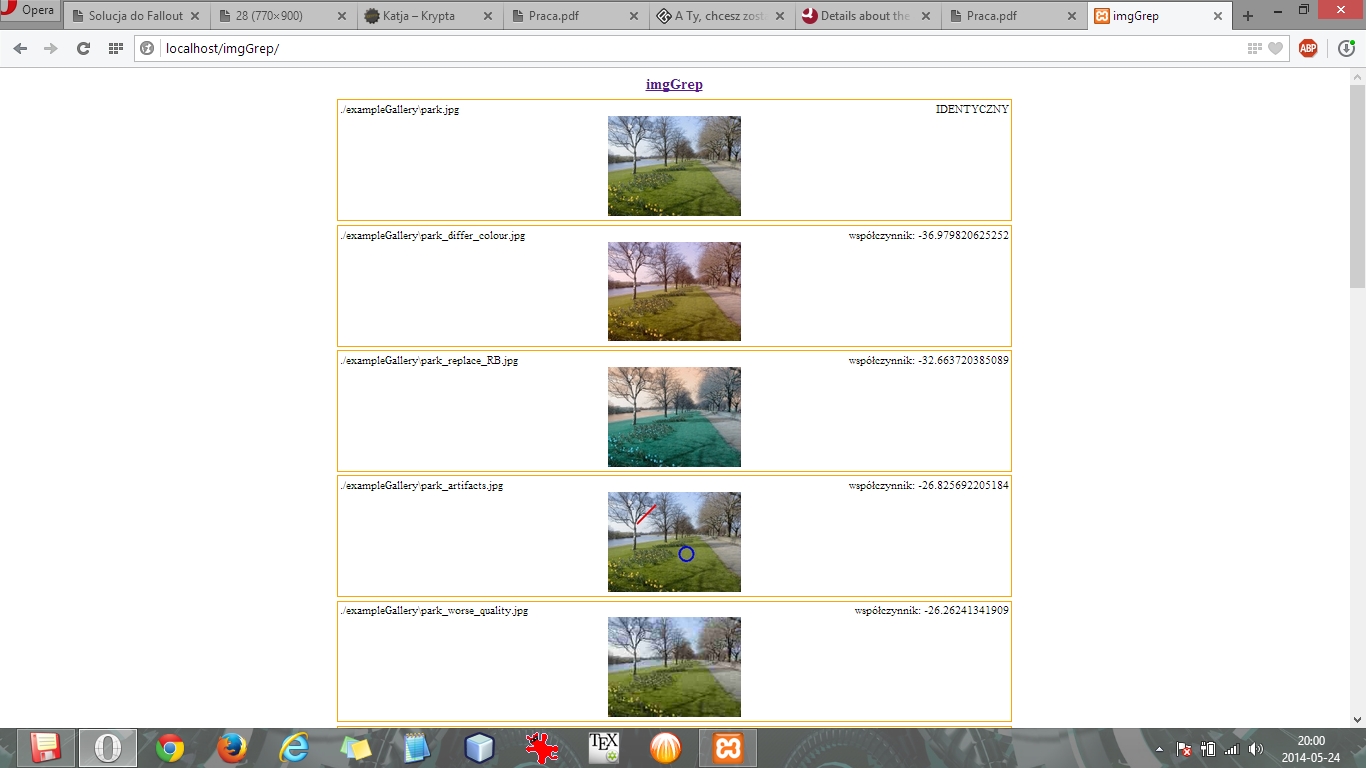 Opera
Solucja do Fallout
28 (770×900)
Katja – Krypta
Praca.pdf
A Ty, chcesz zost
Details about the
Praca.pdf
imgGrep
localhost/imgGrep/
ABP
imgGrep
./exampleGallery\park.jpg IDENTYCZNY
./exampleGallery\park_differ_colour.jpg współczynnik: -36.979820625252
./exampleGallery\park_replace_RB.jpg współczynnik: -32.663720385089
./exampleGallery\park_artifacts.jpg współczynnik: -26.825692205184
./exampleGallery\park_worse_quality.jpg współczynnik: -26.26241341909
TEX
20:00
2014-05-24